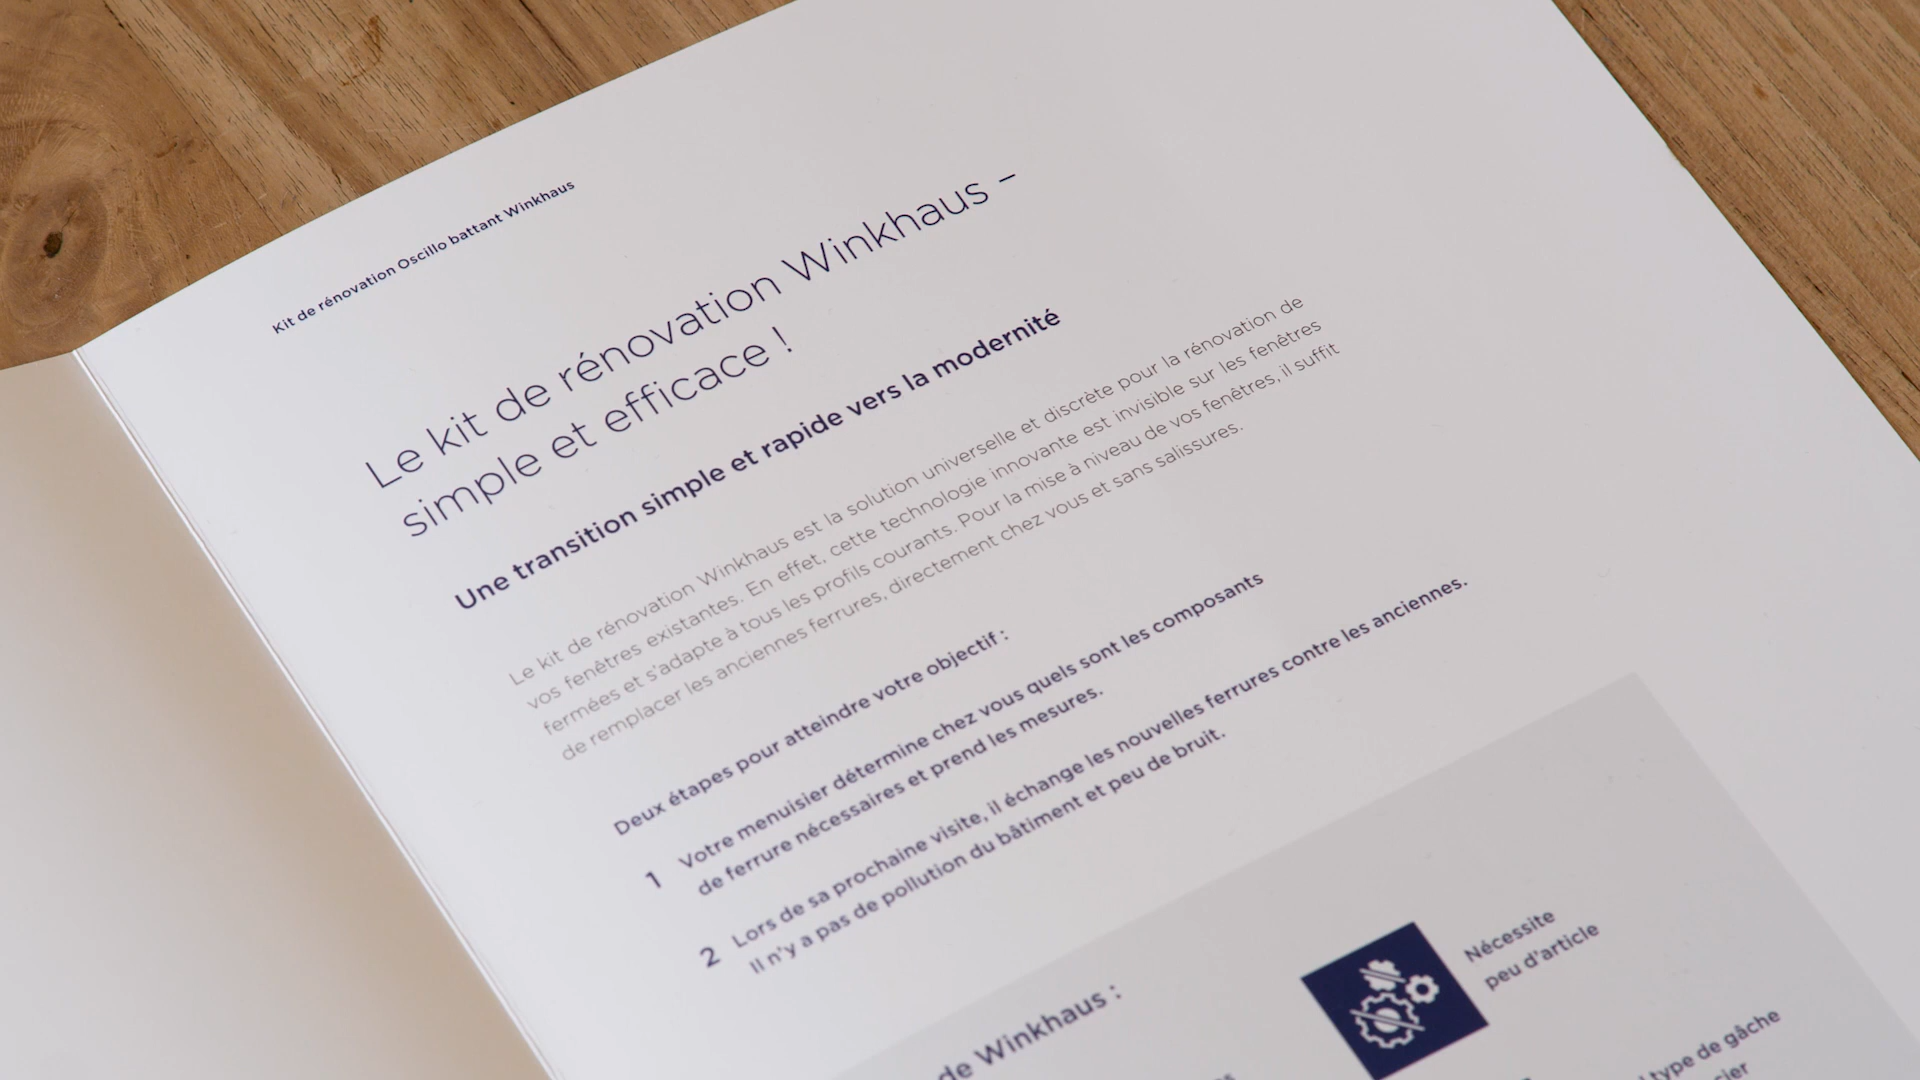 Kit de rénovation Oscillo battant Winkhaus
Le kit de rénovation Winkhaus –
simple et efficace !
Une transition simple et rapide vers la modernité
Le kit de rénovation Winkhaus est la solution universelle et discrète pour la rénovation de
vos fenêtres existantes. En effet, cette technologie innovante est invisible sur les fenêtres
fermées et s'adapte à tous les profils courants. Pour la mise à niveau de vos fenêtres, il suffit
de remplacer les anciennes ferrures, directement chez vous et sans salissures.
Deux étapes pour atteindre votre objectif :
1 Votre menuisier détermine chez vous quels sont les composants
de ferrure nécessaires et prend les mesures.
2 Lors de sa prochaine visite, il échange les nouvelles ferrures contre les anciennes.
Il n'y a pas de pollution du bâtiment et peu de bruit.
de Winkhaus :
Nécessite
peu d'article
type de gâche